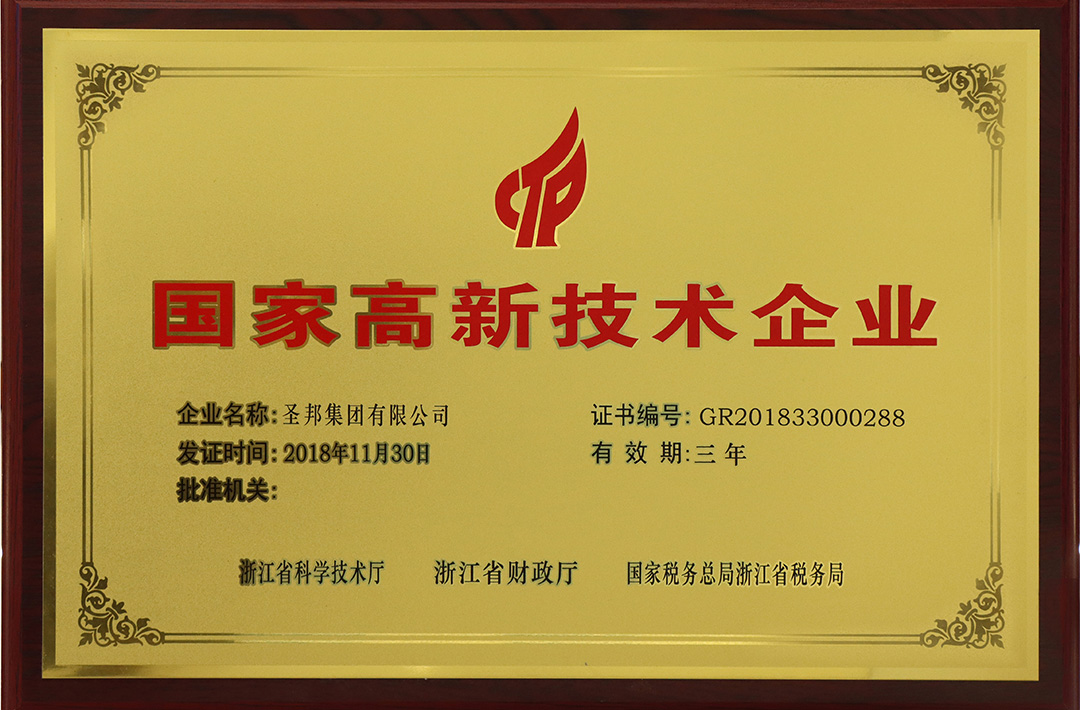 CTP
国家高新技术企业
企业名称:圣邦集团有限公司 证书编号: GR201833000288
发证时间:2018年11月30日 有效期:三年
批准机关:
浙江省科学技术厅 浙江省财政厅 国家税务总局浙江省税务局